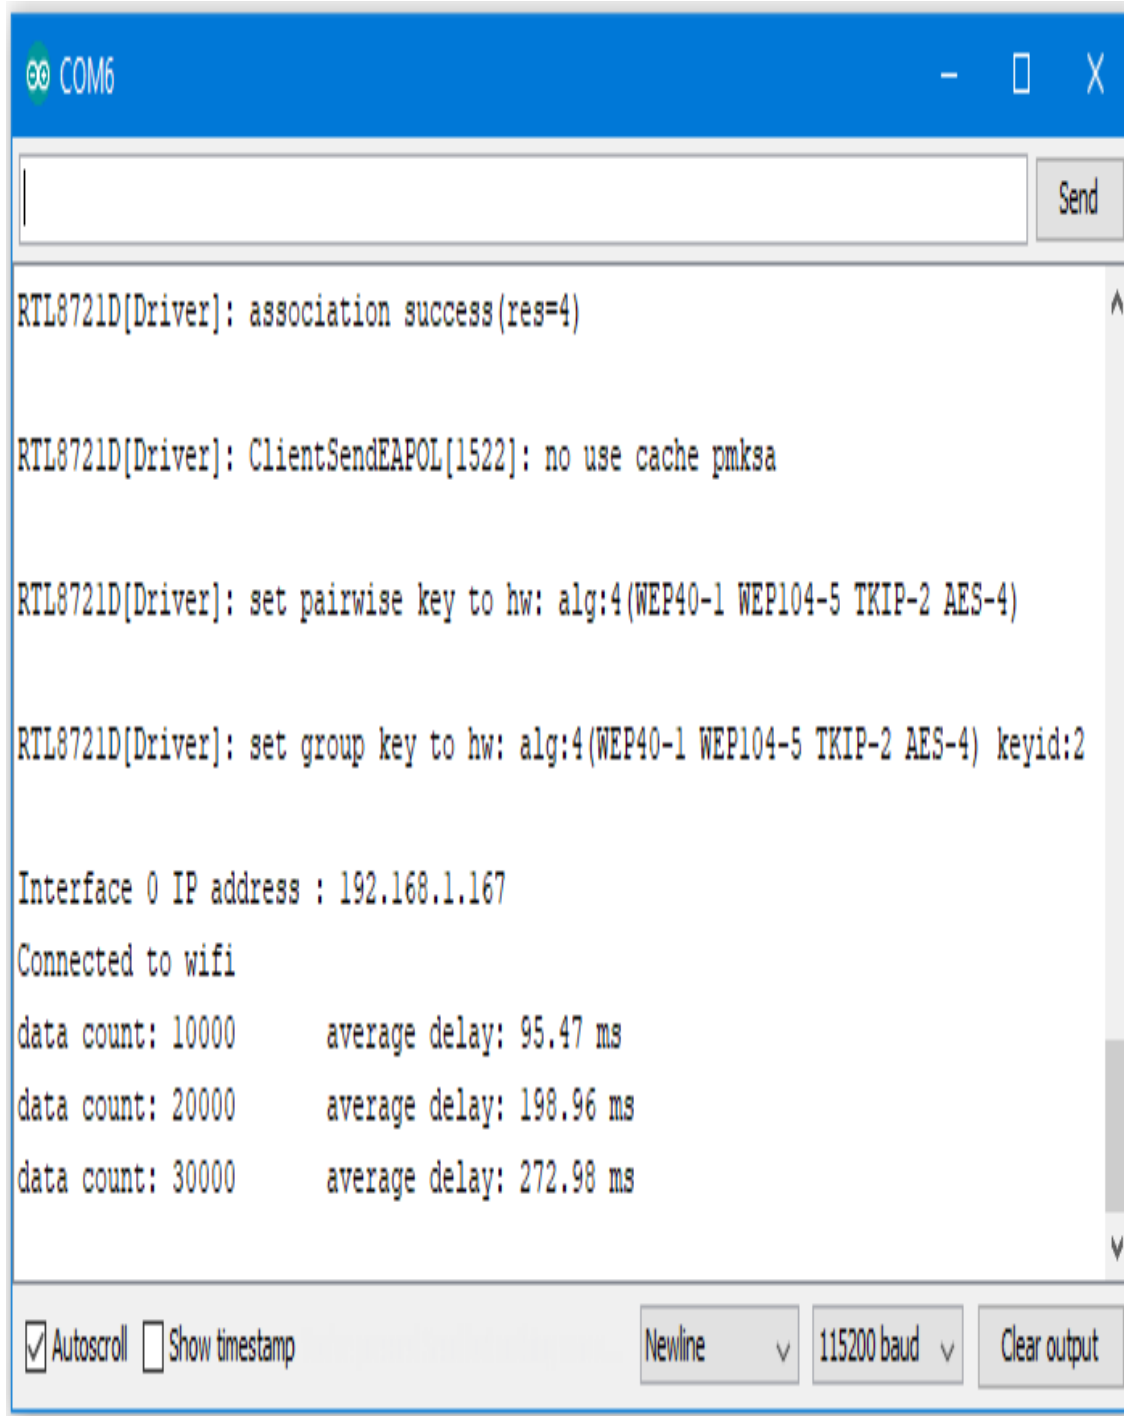 COM6
Send
RTL8721D[Driver]: association success(res=4)
RTL8721D[Driver]: ClientSendEAPOL[1522]: no use cache pmksa
RTL8721D[Driver]: set pairwise key to hw: alg:4(WEP40-1 WEP104-5 TKIP-2 AES-4)
RTL8721D[Driver]: set group key to hw: alg:4(WEP40-1 WEP104-5 TKIP-2 AES-4) keyid:2
Interface 0 IP address : 192.168.1.167
Connected to wifi
data count: 10000 average delay: 95.47 ms
data count: 20000 average delay: 198.96 ms
data count: 30000 average delay: 272.98 ms
Autoscroll Show timestamp Newline 115200 baud Clear output